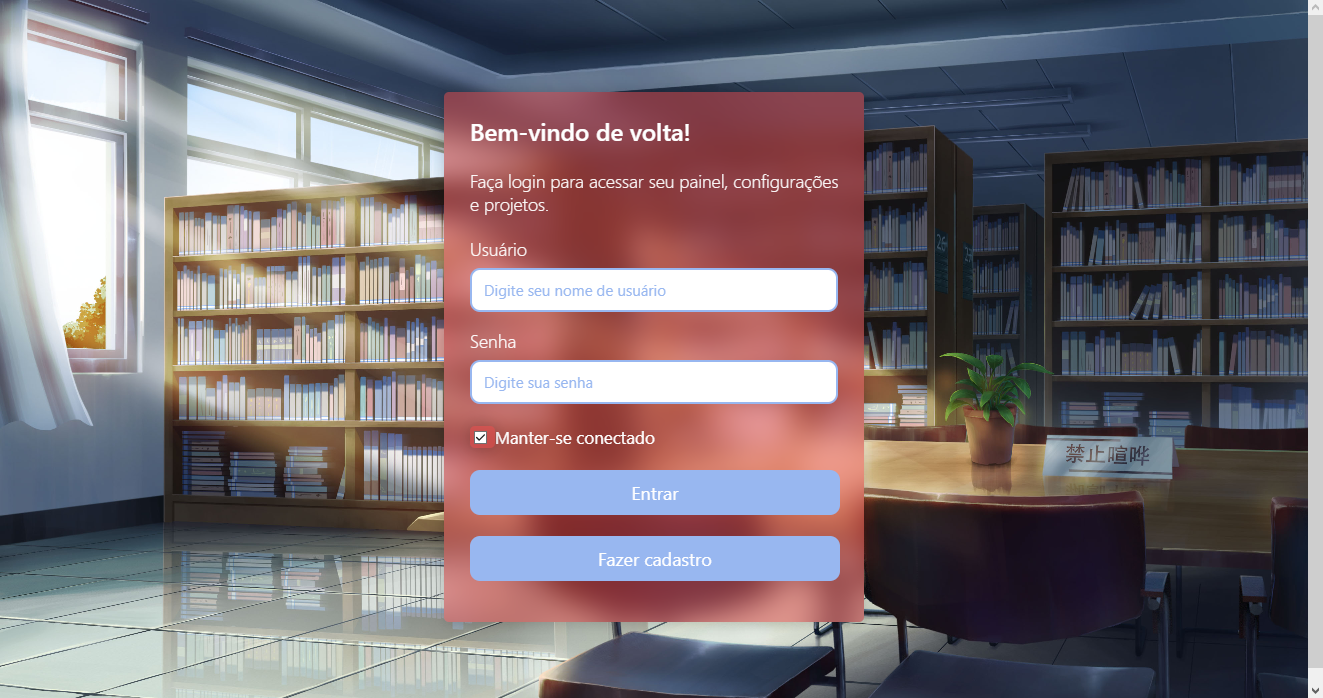 Bem-vindo de volta!
Faça login para acessar seu painel, configurações
e projetos.
Usuário
Digite seu nome de usuário
Senha
Digite sua senha
Manter-se conectado
Entrar
Fazer cadastro
26
禁止喧哗